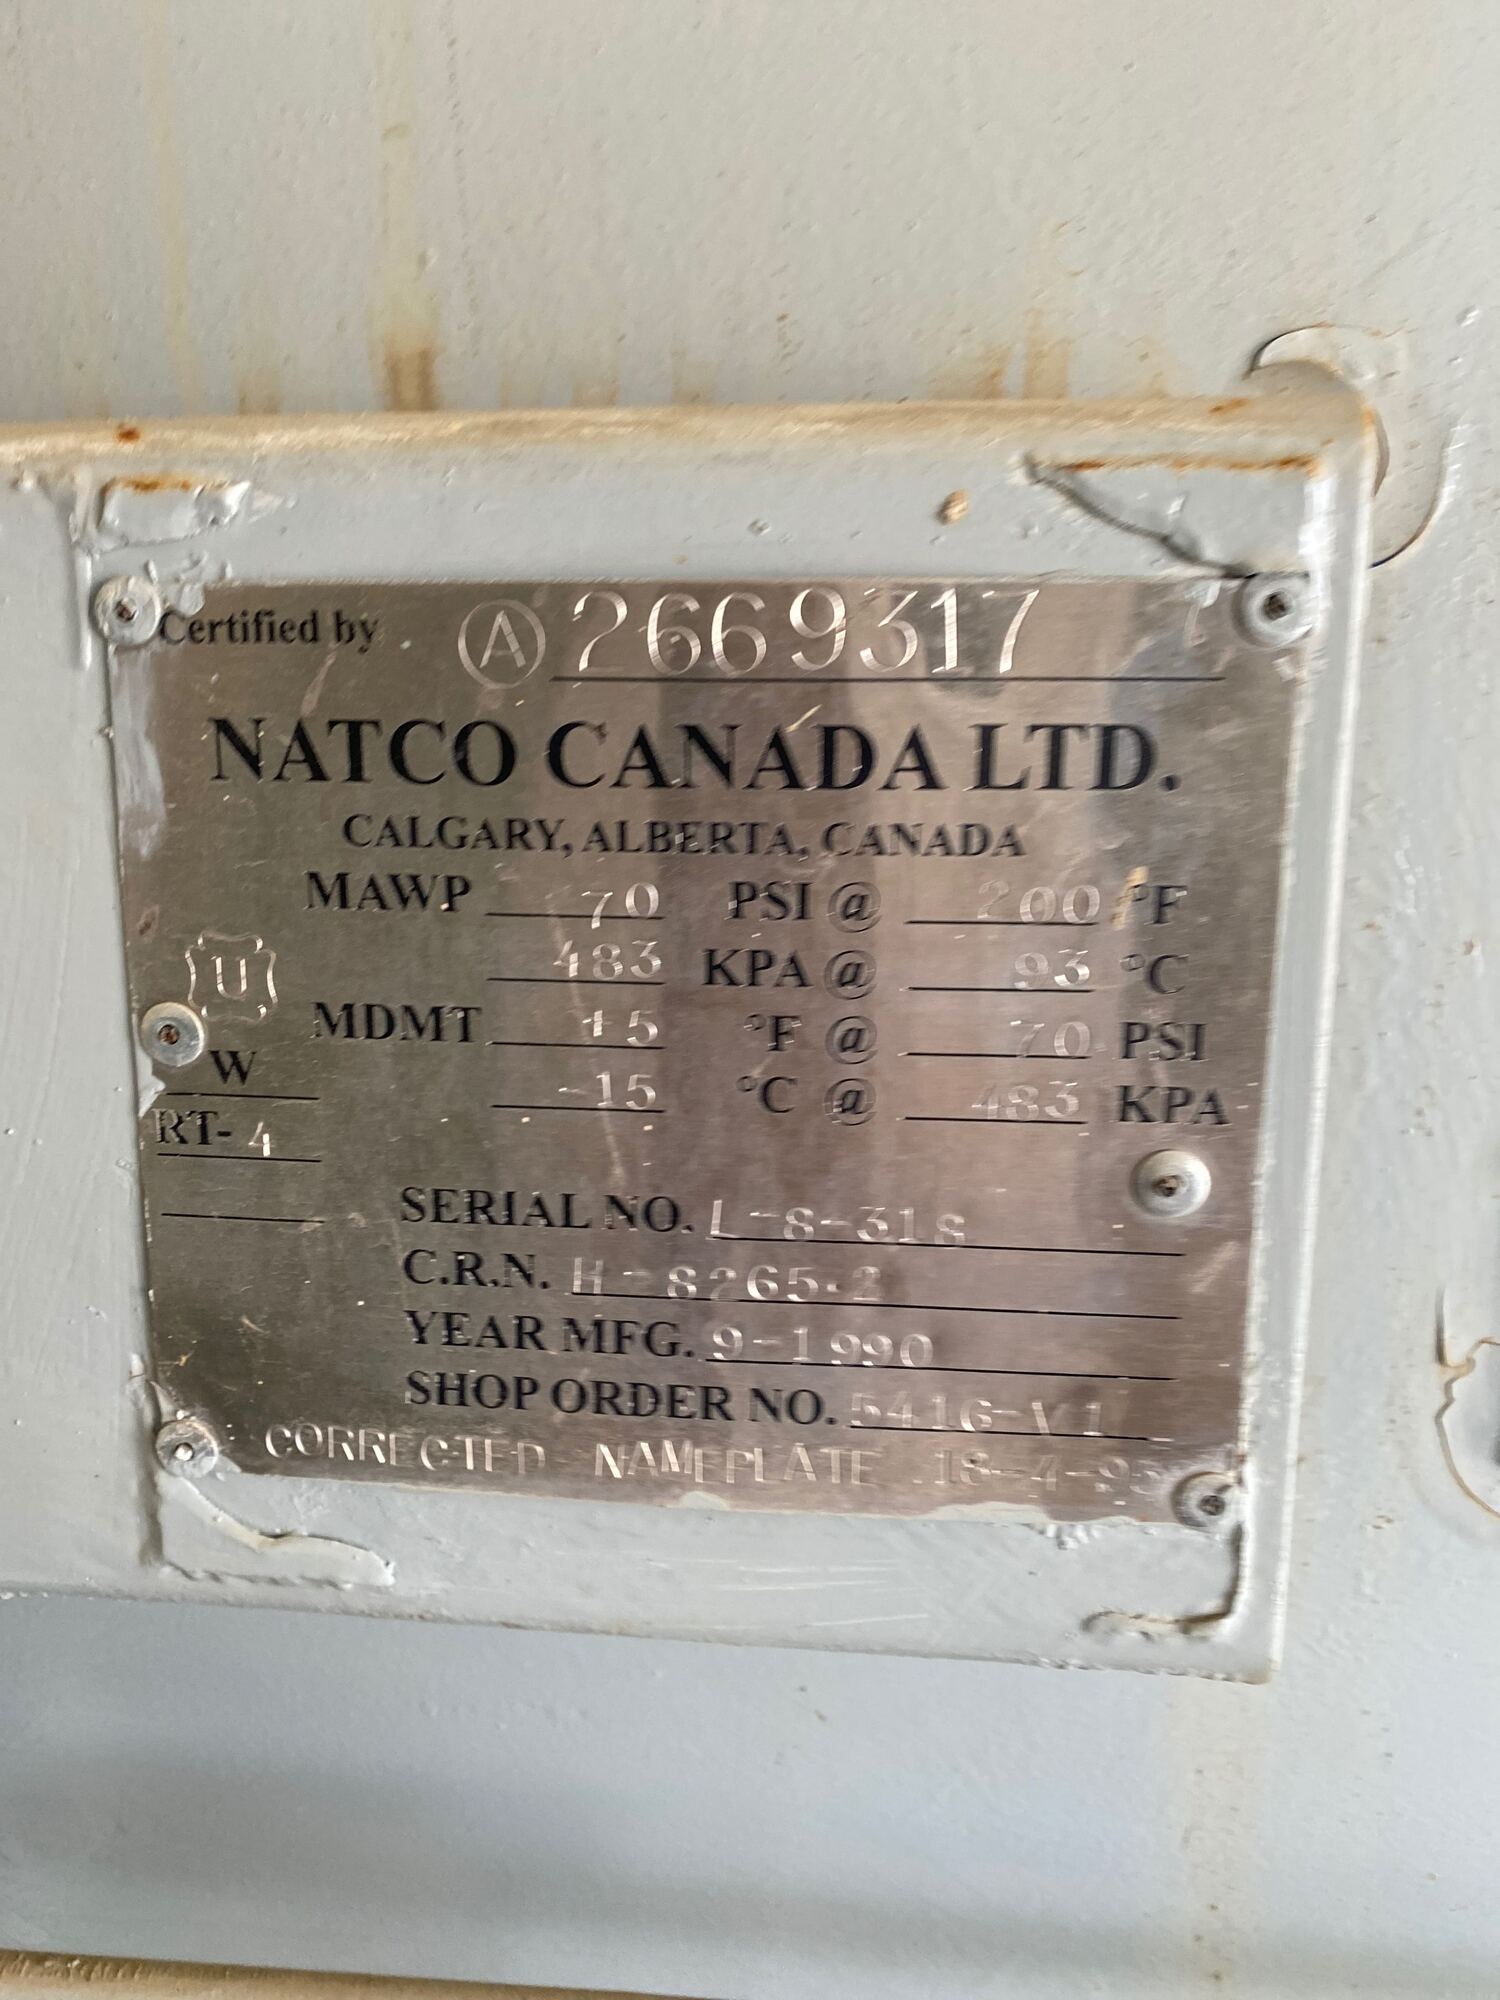 Certified by Ⓐ 2669317
NATCO CANADA LTD.
CALGARY, ALBERTA, CANADA
MAWP 70 PSI @ 200 °F
483 KPA @ 93 °C
U
MDMT +5 °F @ 70 PSI
W
-15 °C @ 483 KPA
RT- 4
SERIAL NO. L-8-318
C.R.N. H-8265.2
YEAR MFG. 9-1990
SHOP ORDER NO. 5416-V1
CORRECTED NAMEPLATE 18-4-